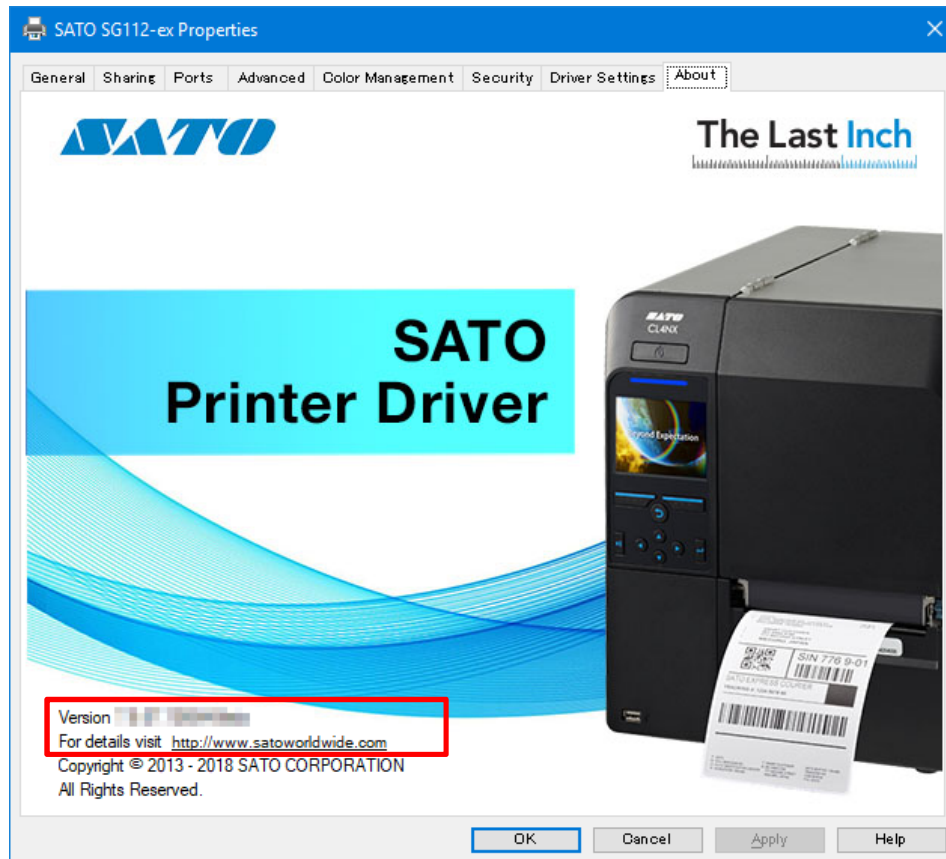 SATO SG112-ex Properties
General Sharing Ports Advanced Color Management Security Driver Settings About
SATO
The Last Inch
SATO
Printer Driver
SATO
CL4NX
Beyond Expectation
SIN 776 9-01
SATO EXPRESS COURIER
Version
For details visit http://www.satoworldwide.com
Copyright © 2013 - 2018 SATO CORPORATION
All Rights Reserved.
OK Cancel Apply Help